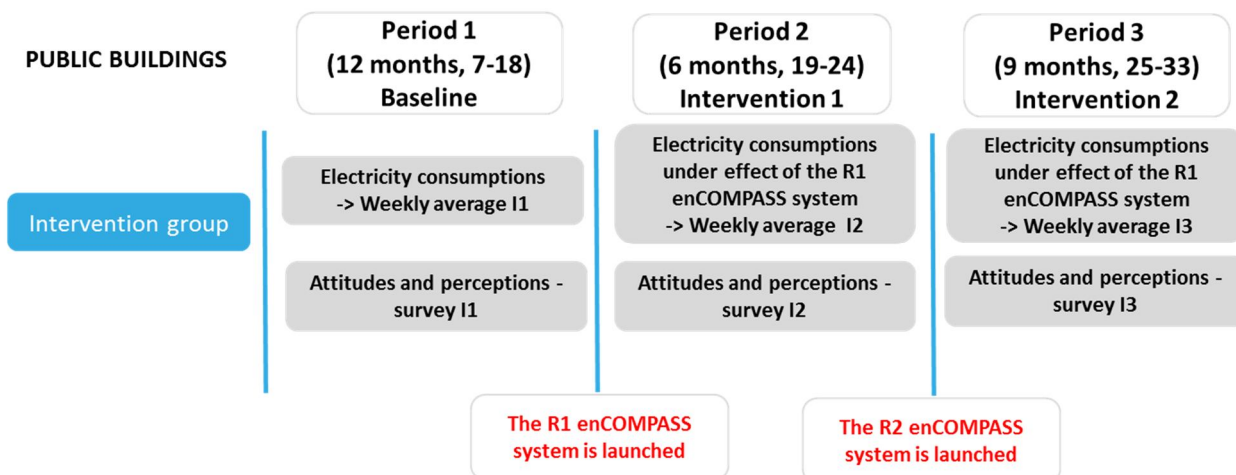 PUBLIC BUILDINGS
Period 1
(12 months, 7-18)
Baseline
Period 2
(6 months, 19-24)
Intervention 1
Period 3
(9 months, 25-33)
Intervention 2
Intervention group
Electricity consumptions
-> Weekly average I1
Electricity consumptions
under effect of the R1
enCOMPASS system
-> Weekly average  I2
Electricity consumptions
under effect of the R1
enCOMPASS system
-> Weekly average I3
Attitudes and perceptions -
survey I1
Attitudes and perceptions -
survey I2
Attitudes and perceptions -
survey I3
The R1 enCOMPASS
system is launched
The R2 enCOMPASS
system is launched